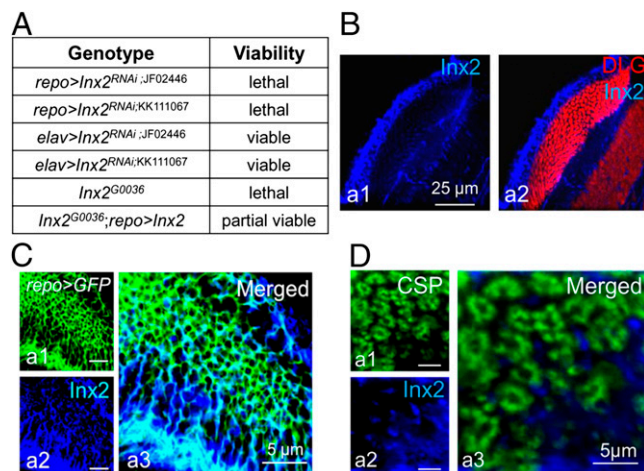 A
Genotype Viability
repo>Inx2RNAi ;JF02446 lethal
repo>Inx2RNAi;KK111067 lethal
elav>Inx2RNAi ;JF02446 viable
elav>Inx2RNAi;KK111067 viable
Inx2G0036 lethal
Inx2G0036;repo>Inx2 partial viable
B
Inx2
a1
25 μm
DLG
Inx2
a2
C
repo>GFP
a1
Inx2
a2
Merged
a3
5 μm
D
CSP
a1
Inx2
a2
Merged
a3
5μm